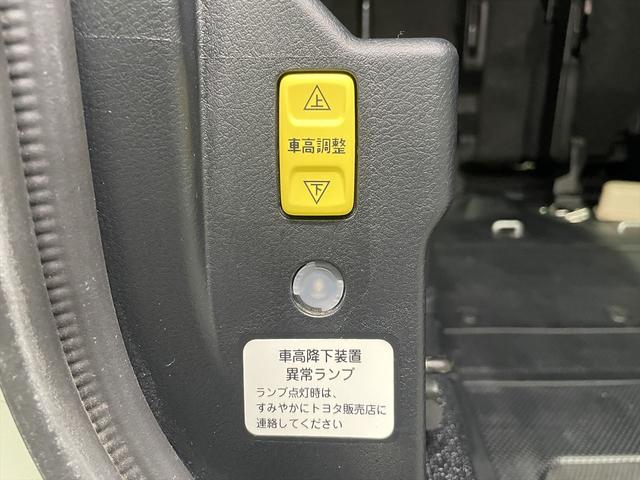 上
車高調整
下
車高降下装置
異常ランプ
ランプ点灯時は、
すみやかにトヨタ販売店に
連絡してください